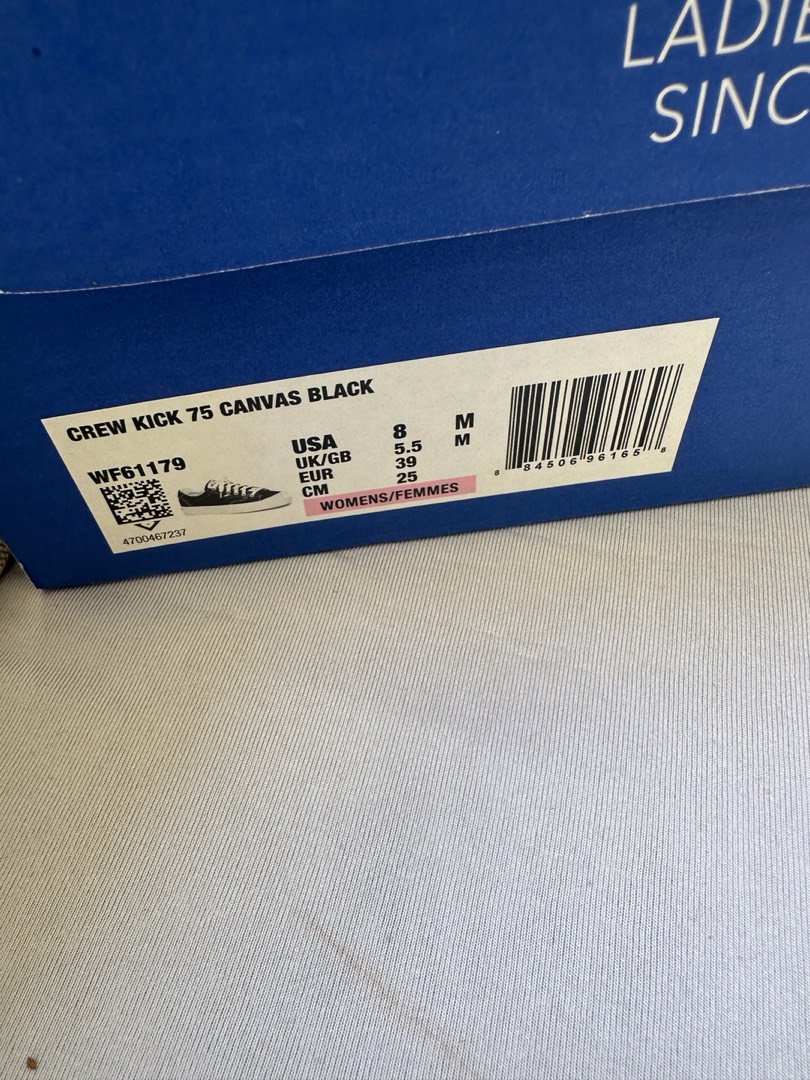 LADIE
SINC
CREW KICK 75 CANVAS BLACK
WF61179
USA 8 M
UK/GB 5.5 M
EUR 39
CM 25
WOMENS/FEMMES
4700467237
8 84506 96165 8